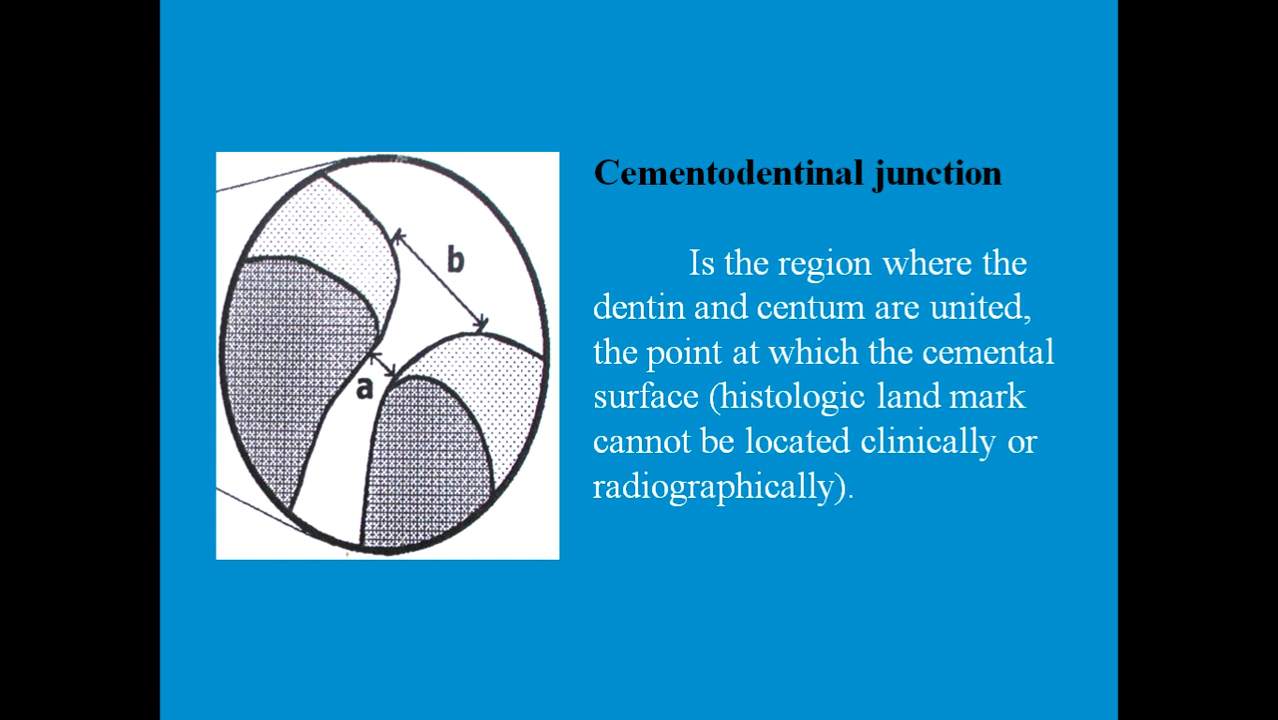 Cementodentinal junction
Is the region where the
dentin and centum are united,
the point at which the cemental
surface (histologic land mark
cannot be located clinically or
radiographically).
b
a